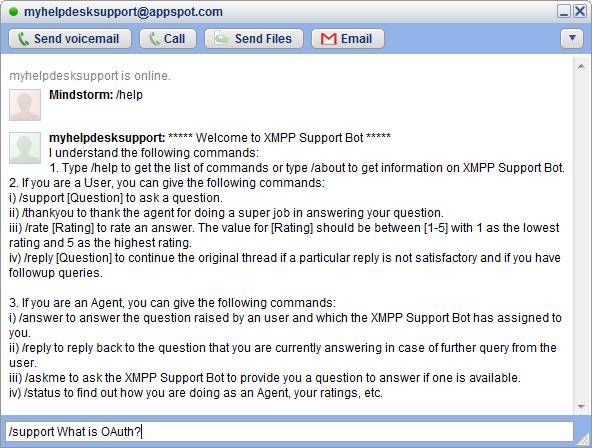 myhelpdesksupport@appspot.com
Send voicemail
Call
Send Files
Email
myhelpdesksupport is online.
Mindstorm: /help
myhelpdesksupport: ***** Welcome to XMPP Support Bot *****
I understand the following commands:
1. Type /help to get the list of commands or type /about to get information on XMPP Support Bot.
2. If you are a User, you can give the following commands:
i) /support [Question] to ask a question.
ii) /thankyou to thank the agent for doing a super job in answering your question.
iii) /rate [Rating] to rate an answer. The value for [Rating] should be between [1-5] with 1 as the lowest
rating and 5 as the highest rating.
iv) /reply [Question] to continue the original thread if a particular reply is not satisfactory and if you have
followup queries.
3. If you are an Agent, you can give the following commands:
i) /answer to answer the question raised by an user and which the XMPP Support Bot has assigned to
you.
ii) /reply to reply back to the question that you are currently answering in case of further query from the
user.
iii) /askme to ask the XMPP Support Bot to provide you a question to answer if one is available.
iv) /status to find out how you are doing as an Agent, your ratings, etc.
/support What is OAuth?